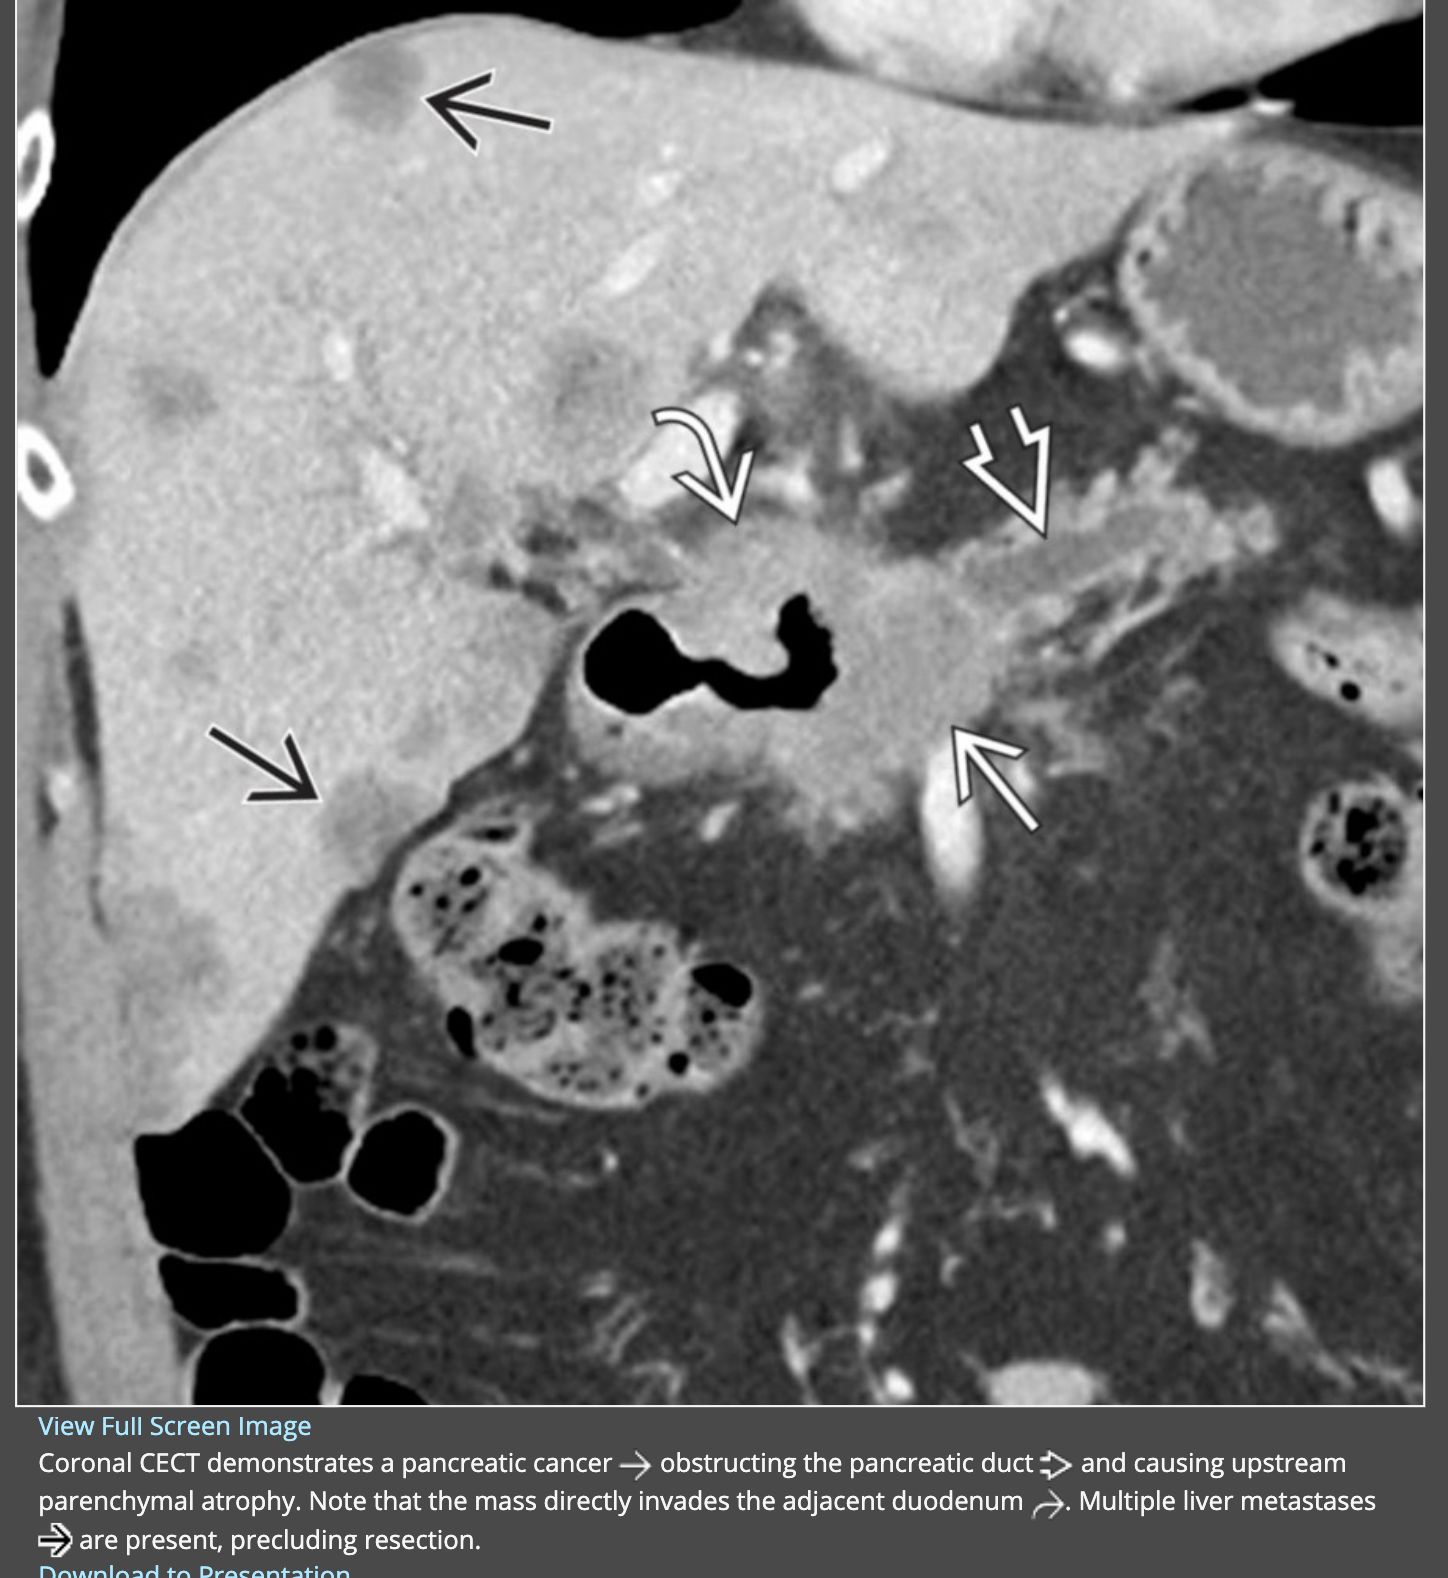 View Full Screen Image
Coronal CECT demonstrates a pancreatic cancer → obstructing the pancreatic duct ⮆ and causing upstream
parenchymal atrophy. Note that the mass directly invades the adjacent duodenum ↷. Multiple liver metastases
➔ are present, precluding resection.
Download to Presentation